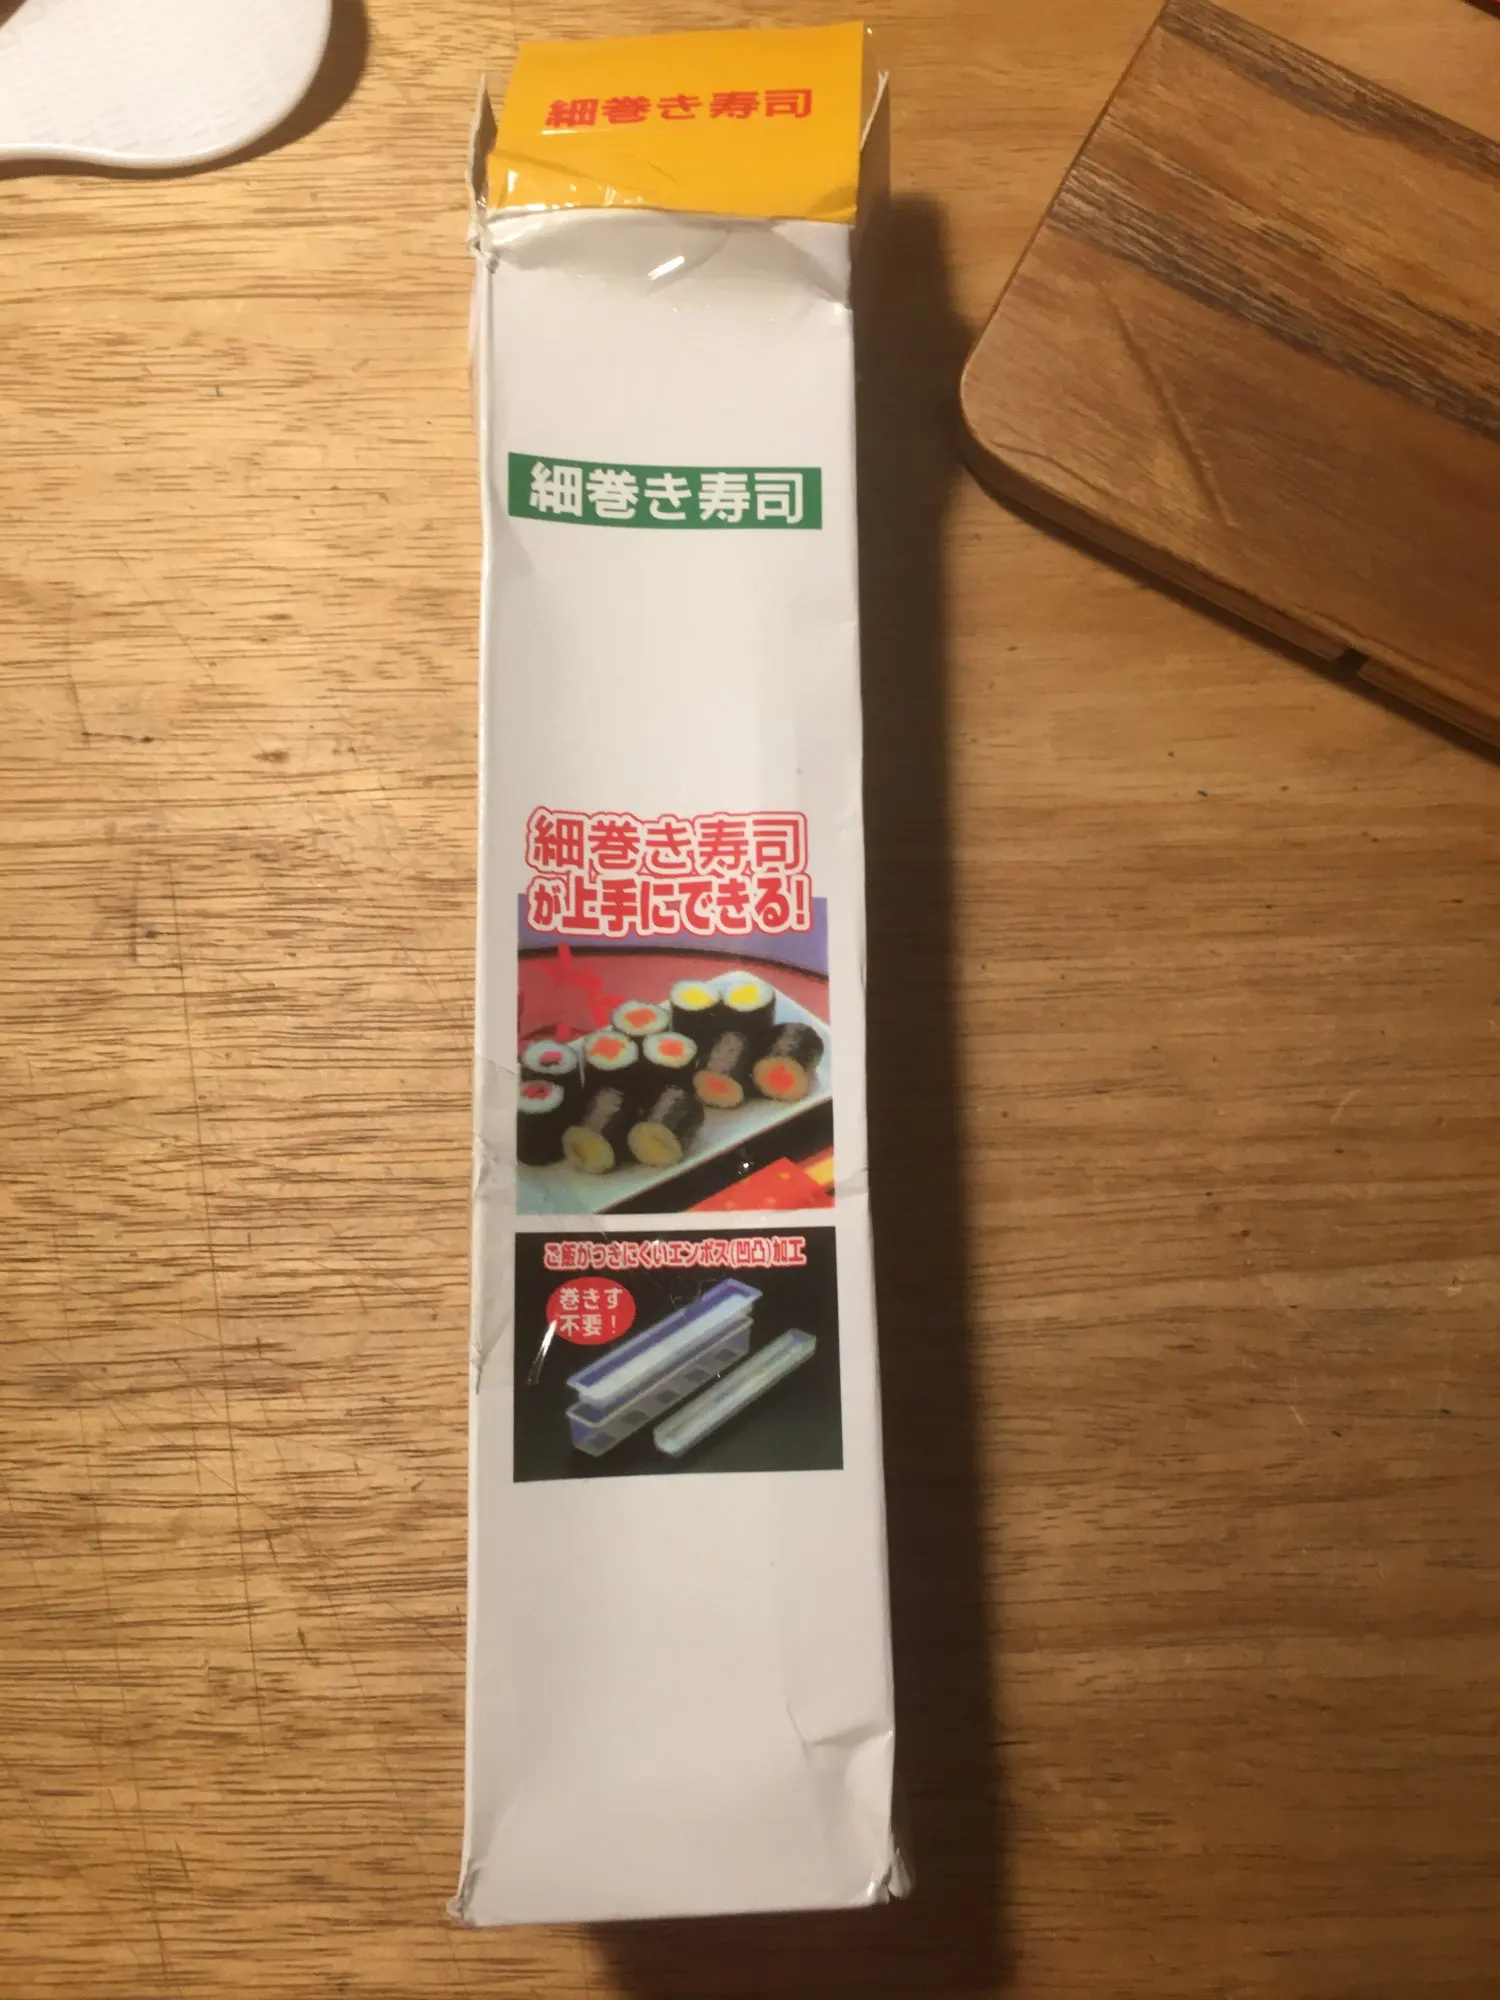 細巻き寿司
細巻き寿司
細巻き寿司
が上手にできる!
ご飯がつきにくいエンボス(凹凸)加工
巻きす
不要!